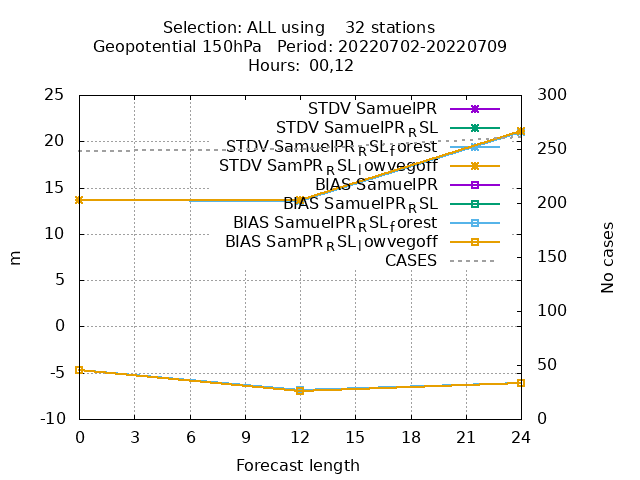 Selection: ALL using 32 stations
Geopotential 150hPa Period: 20220702-20220709
Hours: 00,12
25
20
15
10
5
0
-5
-10
m
300
250
200
150
100
50
0
No cases
STDV SamuelPR
STDV SamuelPR_RSL
STDV SamuelPR_RSL_forest
STDV SamPR_RSL_lowvegoff
BIAS SamuelPR
BIAS SamuelPR_RSL
BIAS SamuelPR_RSL_forest
BIAS SamPR_RSL_lowvegoff
CASES
0 3 6 9 12 15 18 21 24
Forecast length